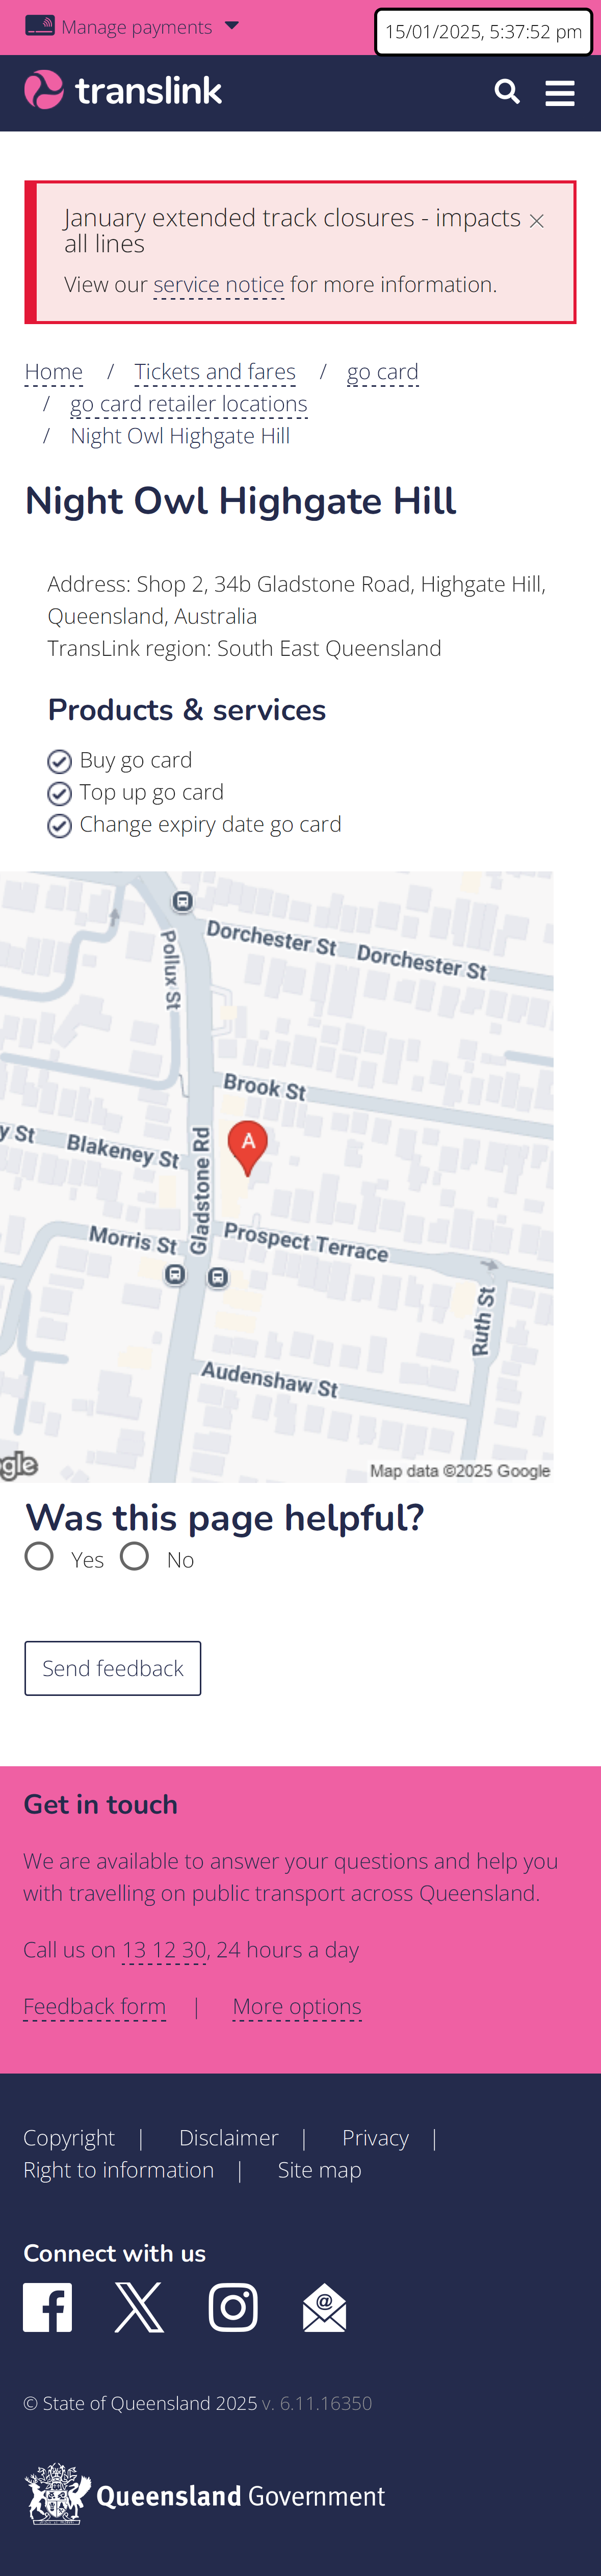 Manage payments
15/01/2025, 5:37:52 pm
translink
January extended track closures - impacts
all lines
View our service notice for more information.
Home / Tickets and fares / go card
/ go card retailer locations
/ Night Owl Highgate Hill
Night Owl Highgate Hill
Address: Shop 2, 34b Gladstone Road, Highgate Hill,
Queensland, Australia
TransLink region: South East Queensland
Products & services
Buy go card
Top up go card
Change expiry date go card
Pollux St
Dorchester St
Dorchester St
Brook St
y St
Blakeney St
Gladstone Rd
A
Morris St
Prospect Terrace
Ruth St
Audenshaw St
gle
Map data ©2025 Google
Was this page helpful?
Yes No
Send feedback
Get in touch
We are available to answer your questions and help you
with travelling on public transport across Queensland.
Call us on 13 12 30, 24 hours a day
Feedback form | More options
Copyright | Disclaimer | Privacy |
Right to information | Site map
Connect with us
@
© State of Queensland 2025 v. 6.11.16350
Queensland Government